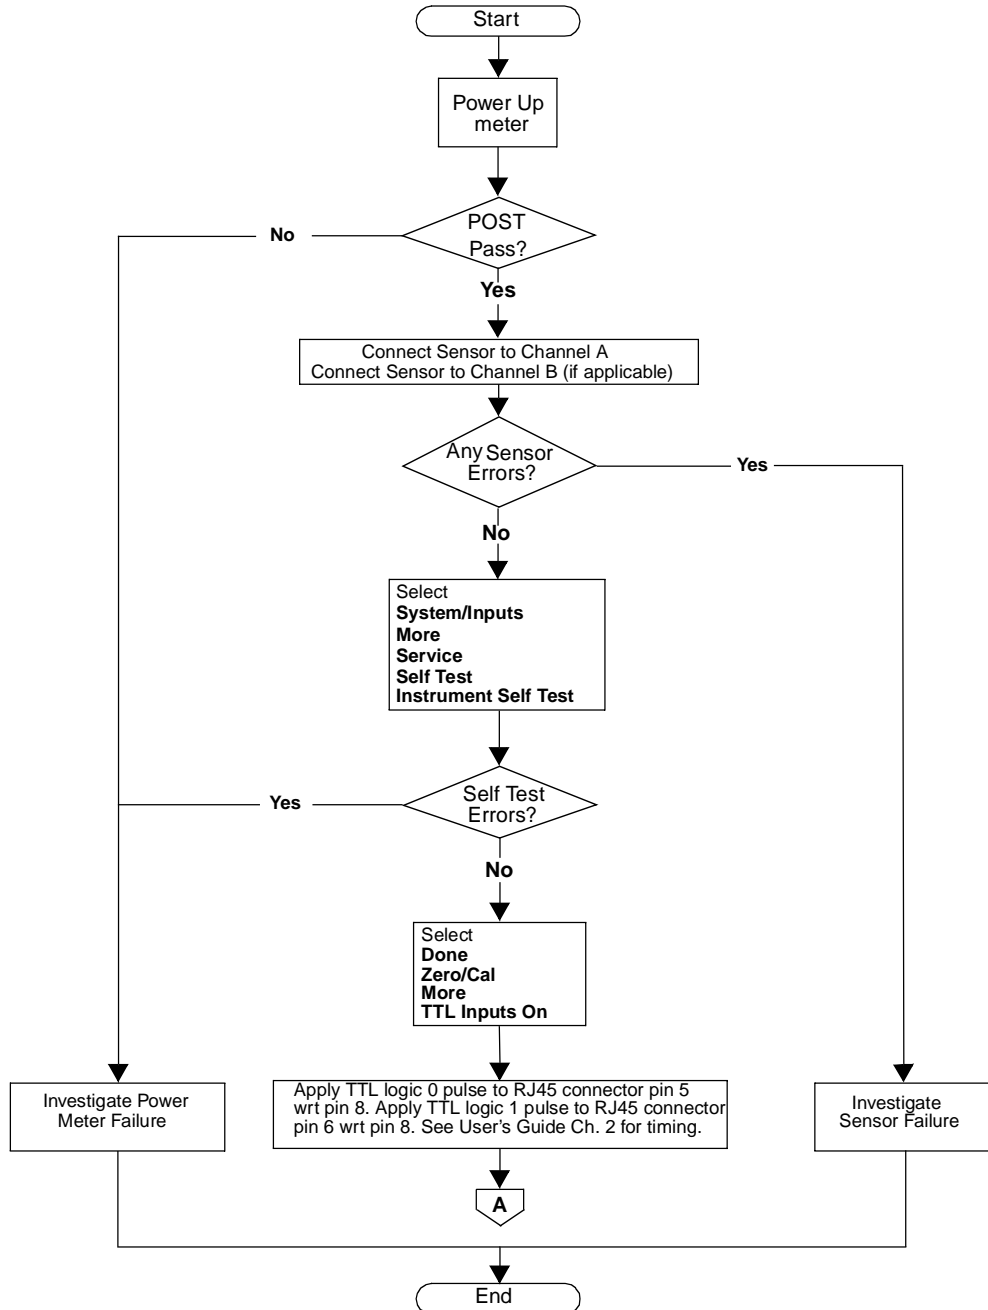 Start
Power Up
meter
POST
Pass?
No
Yes
Connect Sensor to Channel A
Connect Sensor to Channel B (if applicable)
Any Sensor
Errors?
Yes
No
Select
System/Inputs
More
Service
Self Test
Instrument Self Test
Self Test
Errors?
Yes
No
Select
Done
Zero/Cal
More
TTL Inputs On
Apply TTL logic 0 pulse to RJ45 connector pin 5
wrt pin 8. Apply TTL logic 1 pulse to RJ45 connector
pin 6 wrt pin 8. See User's Guide Ch. 2 for timing.
Investigate Power
Meter Failure
Investigate
Sensor Failure
A
End